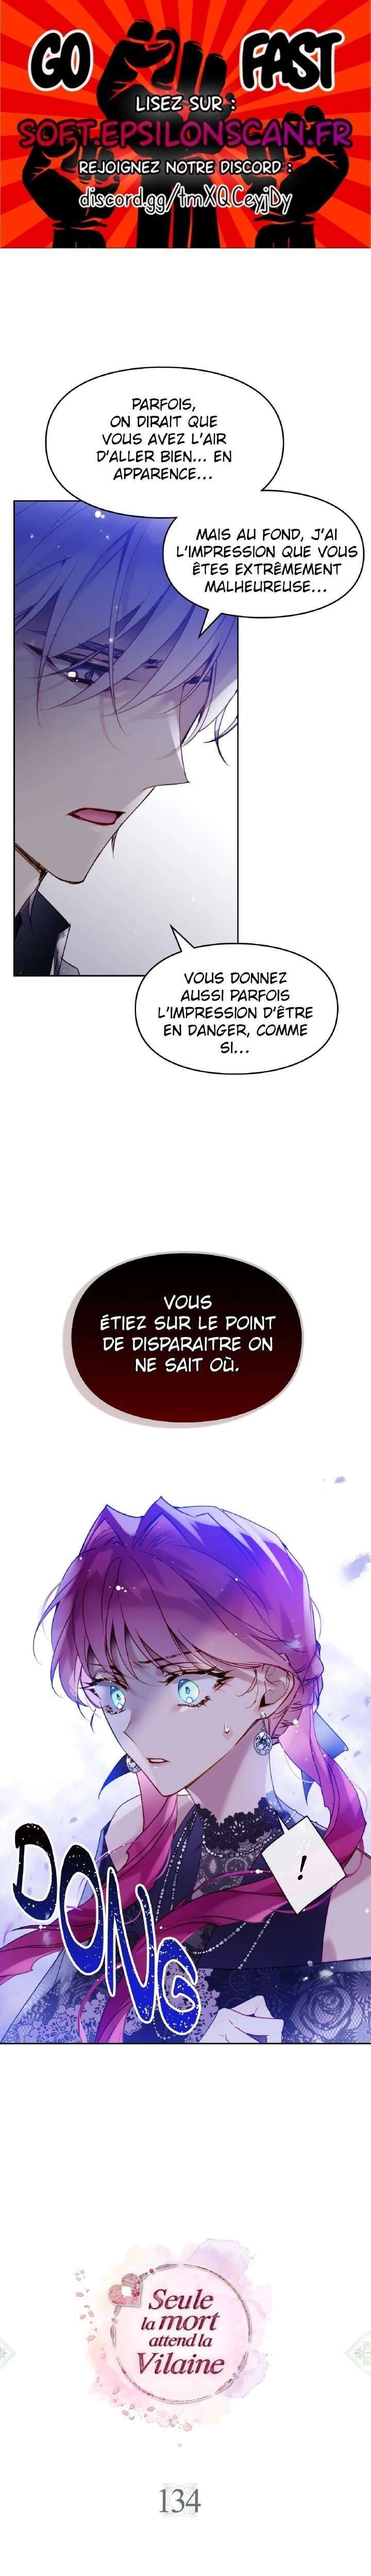 GO FAST
LISEZ SUR :
SOFT.EPSILONSCAN.FR
REJOIGNEZ NOTRE DISCORD :
discord.gg/tmXQCeyjDy
PARFOIS,
ON DIRAIT QUE
VOUS AVEZ L'AIR
D'ALLER BIEN... EN
APPARENCE...
MAIS AU FOND, J'AI
L'IMPRESSION QUE VOUS
ÊTES EXTRÊMEMENT
MALHEUREUSE...
VOUS DONNEZ
AUSSI PARFOIS
L'IMPRESSION D'ÊTRE
EN DANGER, COMME
SI...
VOUS
ÉTIEZ SUR LE POINT
DE DISPARAITRE ON
NE SAIT OÙ.
!
DONG
Seule
la mort
attend la
Vilaine
134